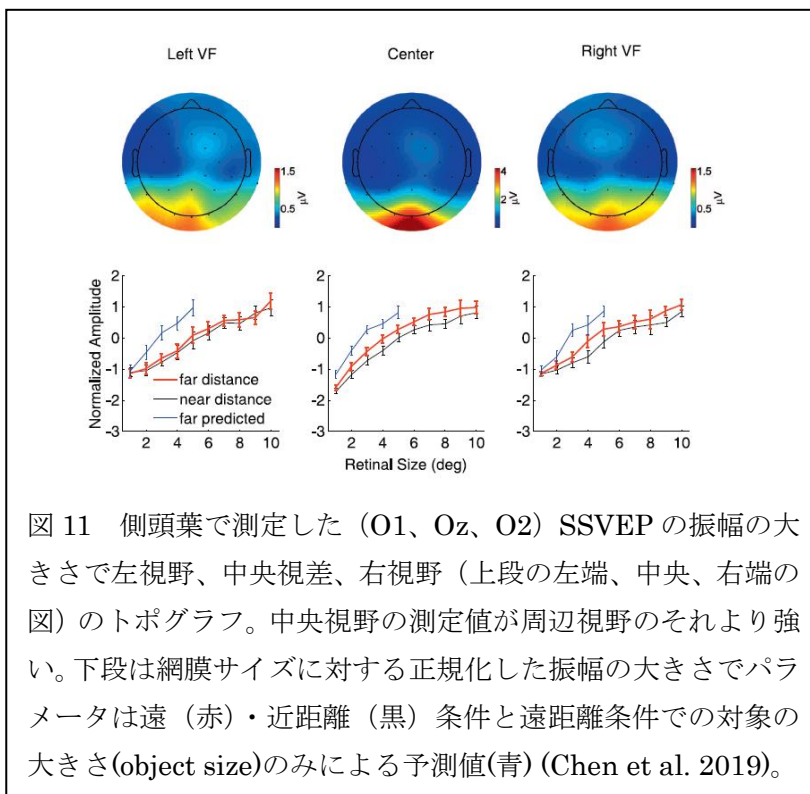 Left VF
Center
Right VF
1.5
0.5
μV
4
2
μV
1.5
0.5
μV
Normalized Amplitude
2
1
0
-1
-2
-3
far distance
near distance
far predicted
2 4 6 8 10
2
1
0
-1
-2
-3
2 4 6 8 10
2
1
0
-1
-2
-3
2 4 6 8 10
Retinal Size (deg)
図 11 側頭葉で測定した（O1、Oz、O2）SSVEP の振幅の大
きさで左視野、中央視差、右視野（上段の左端、中央、右端の
図）のトポグラフ。中央視野の測定値が周辺視野のそれより強
い。下段は網膜サイズに対する正規化した振幅の大きさでパラ
メータは遠（赤）・近距離（黒）条件と遠距離条件での対象の
大きさ(object size)のみによる予測値(青) (Chen et al. 2019)。